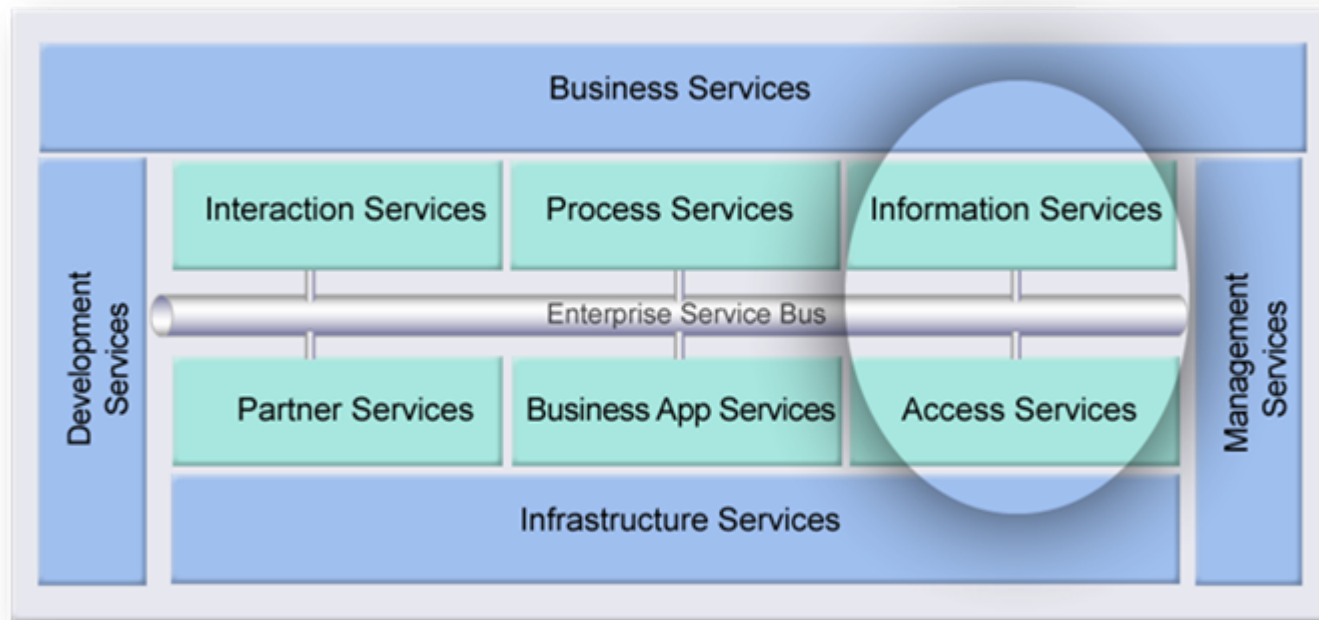 Business Services
Interaction Services
Process Services
Information Services
Enterprise Service Bus
Development
Services
Management
Services
Partner Services
Business App Services
Access Services
Infrastructure Services